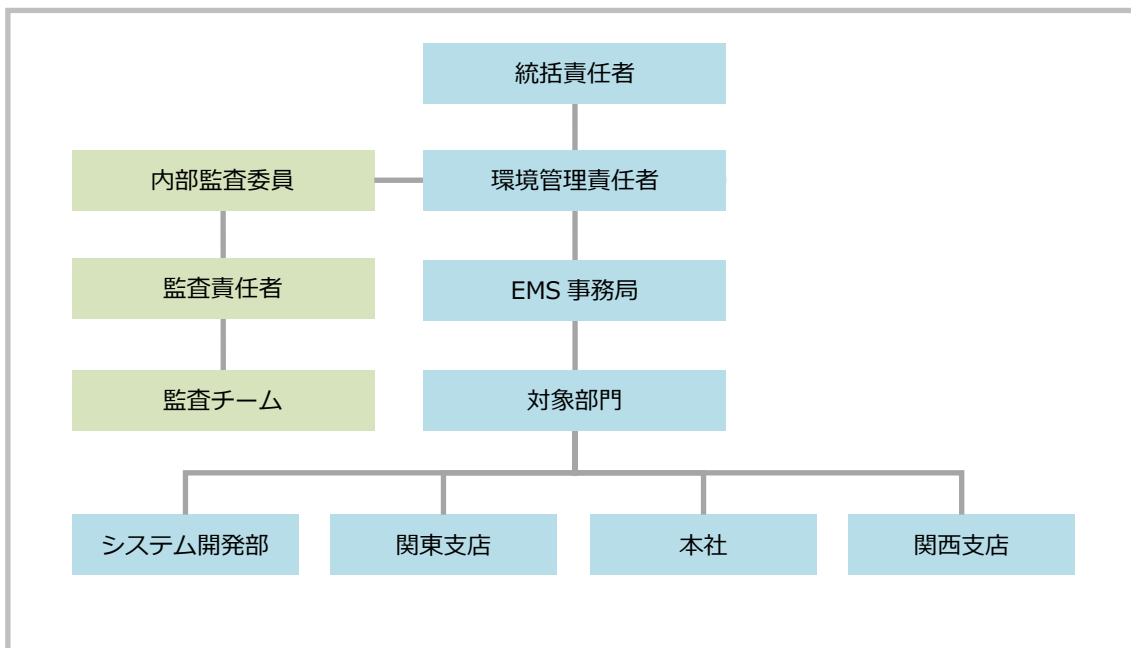 統括責任者
内部監査委員
環境管理責任者
監査責任者
EMS 事務局
監査チーム
対象部門
システム開発部
関東支店
本社
関西支店